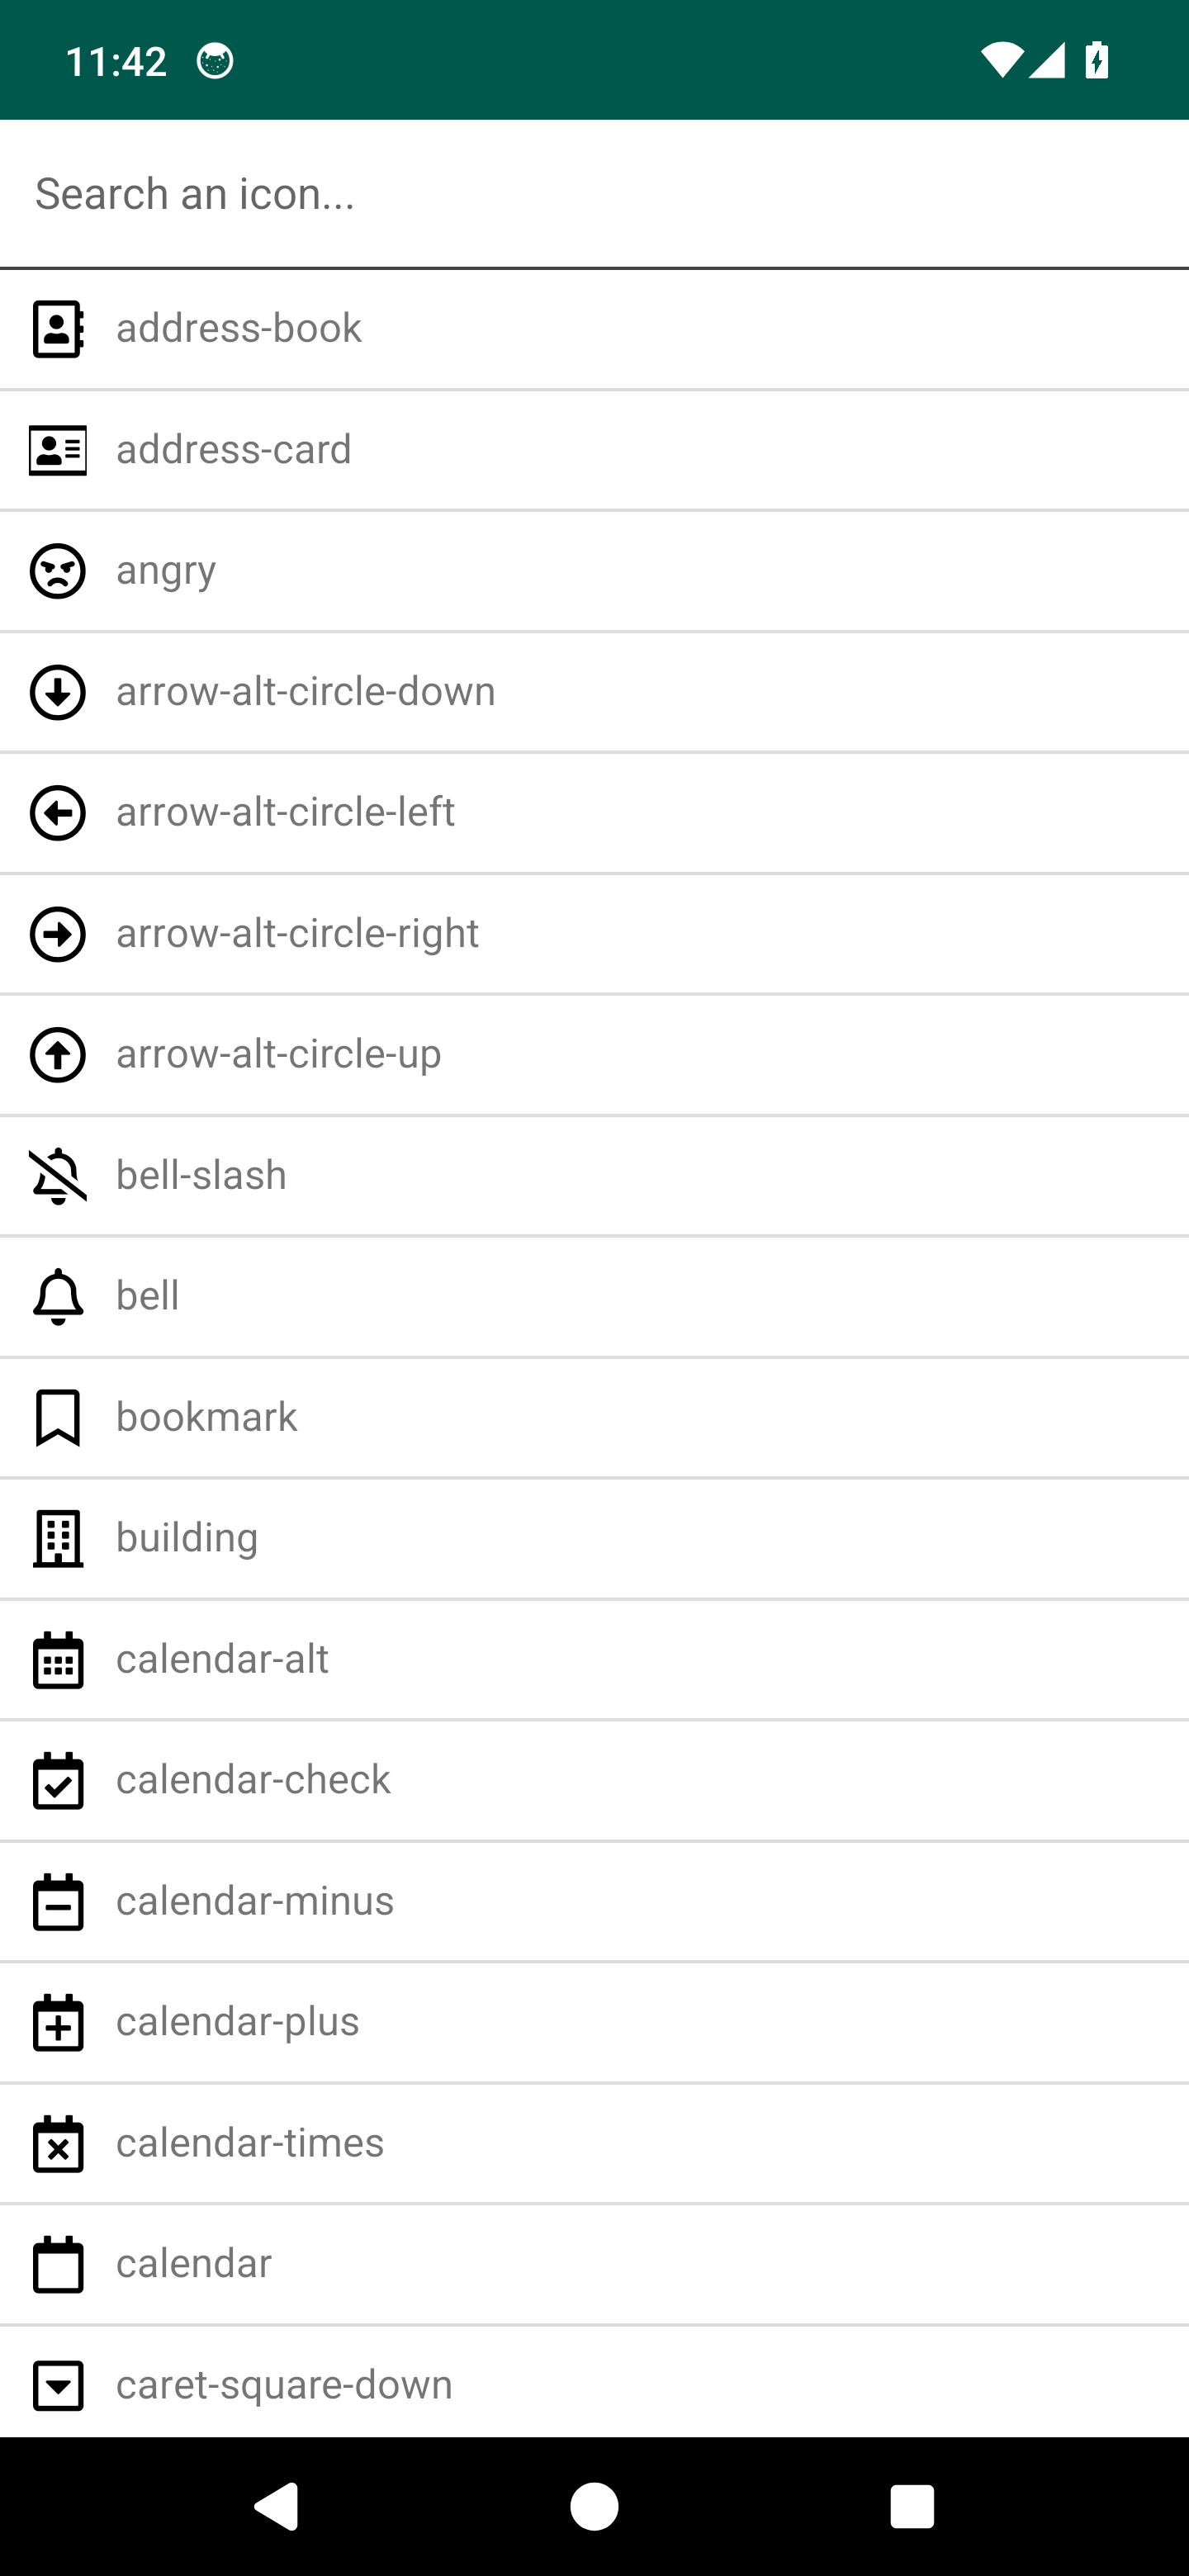 11:42
Search an icon...
address-book
address-card
angry
arrow-alt-circle-down
arrow-alt-circle-left
arrow-alt-circle-right
arrow-alt-circle-up
bell-slash
bell
bookmark
building
calendar-alt
calendar-check
calendar-minus
calendar-plus
calendar-times
calendar
caret-square-down